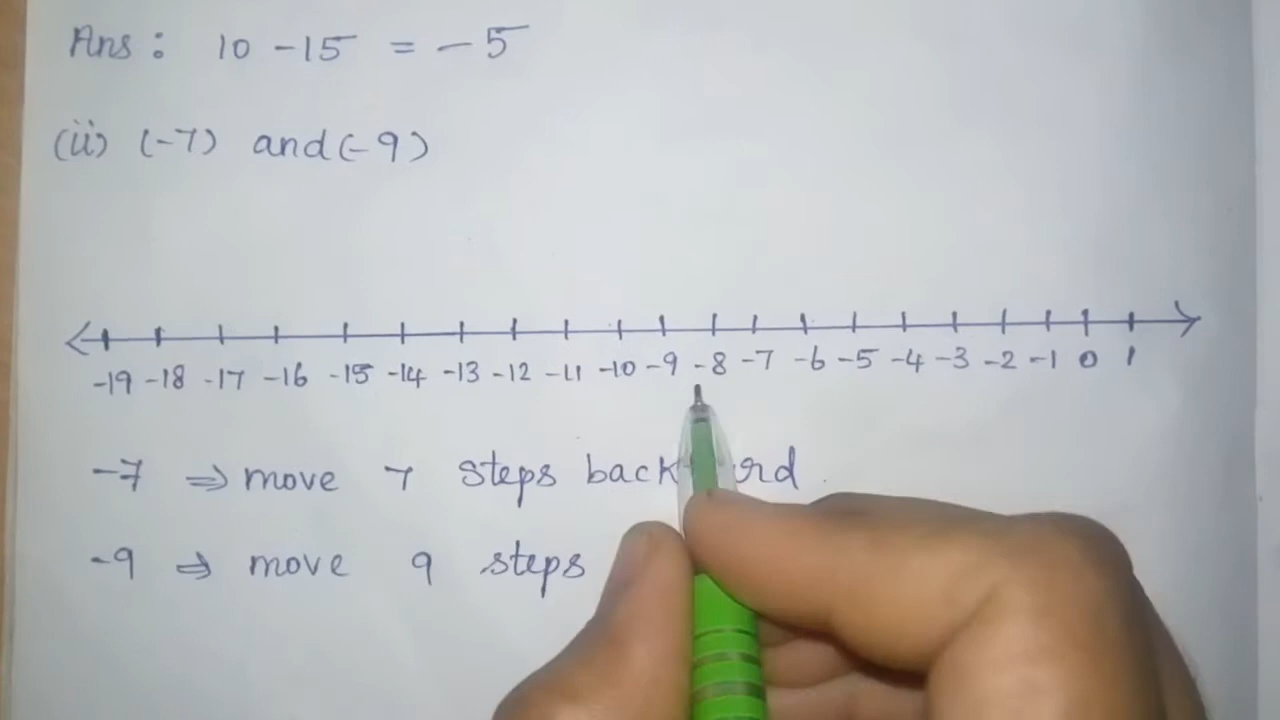 Ans : 10 - 15 = - 5
(ii) (-7) and (-9)
-19 -18 -17 -16 -15 -14 -13 -12 -11 -10 -9 -8 -7 -6 -5 -4 -3 -2 -1 0 1
-7 ⇒ move 7 steps
-9 ⇒ move 9 steps